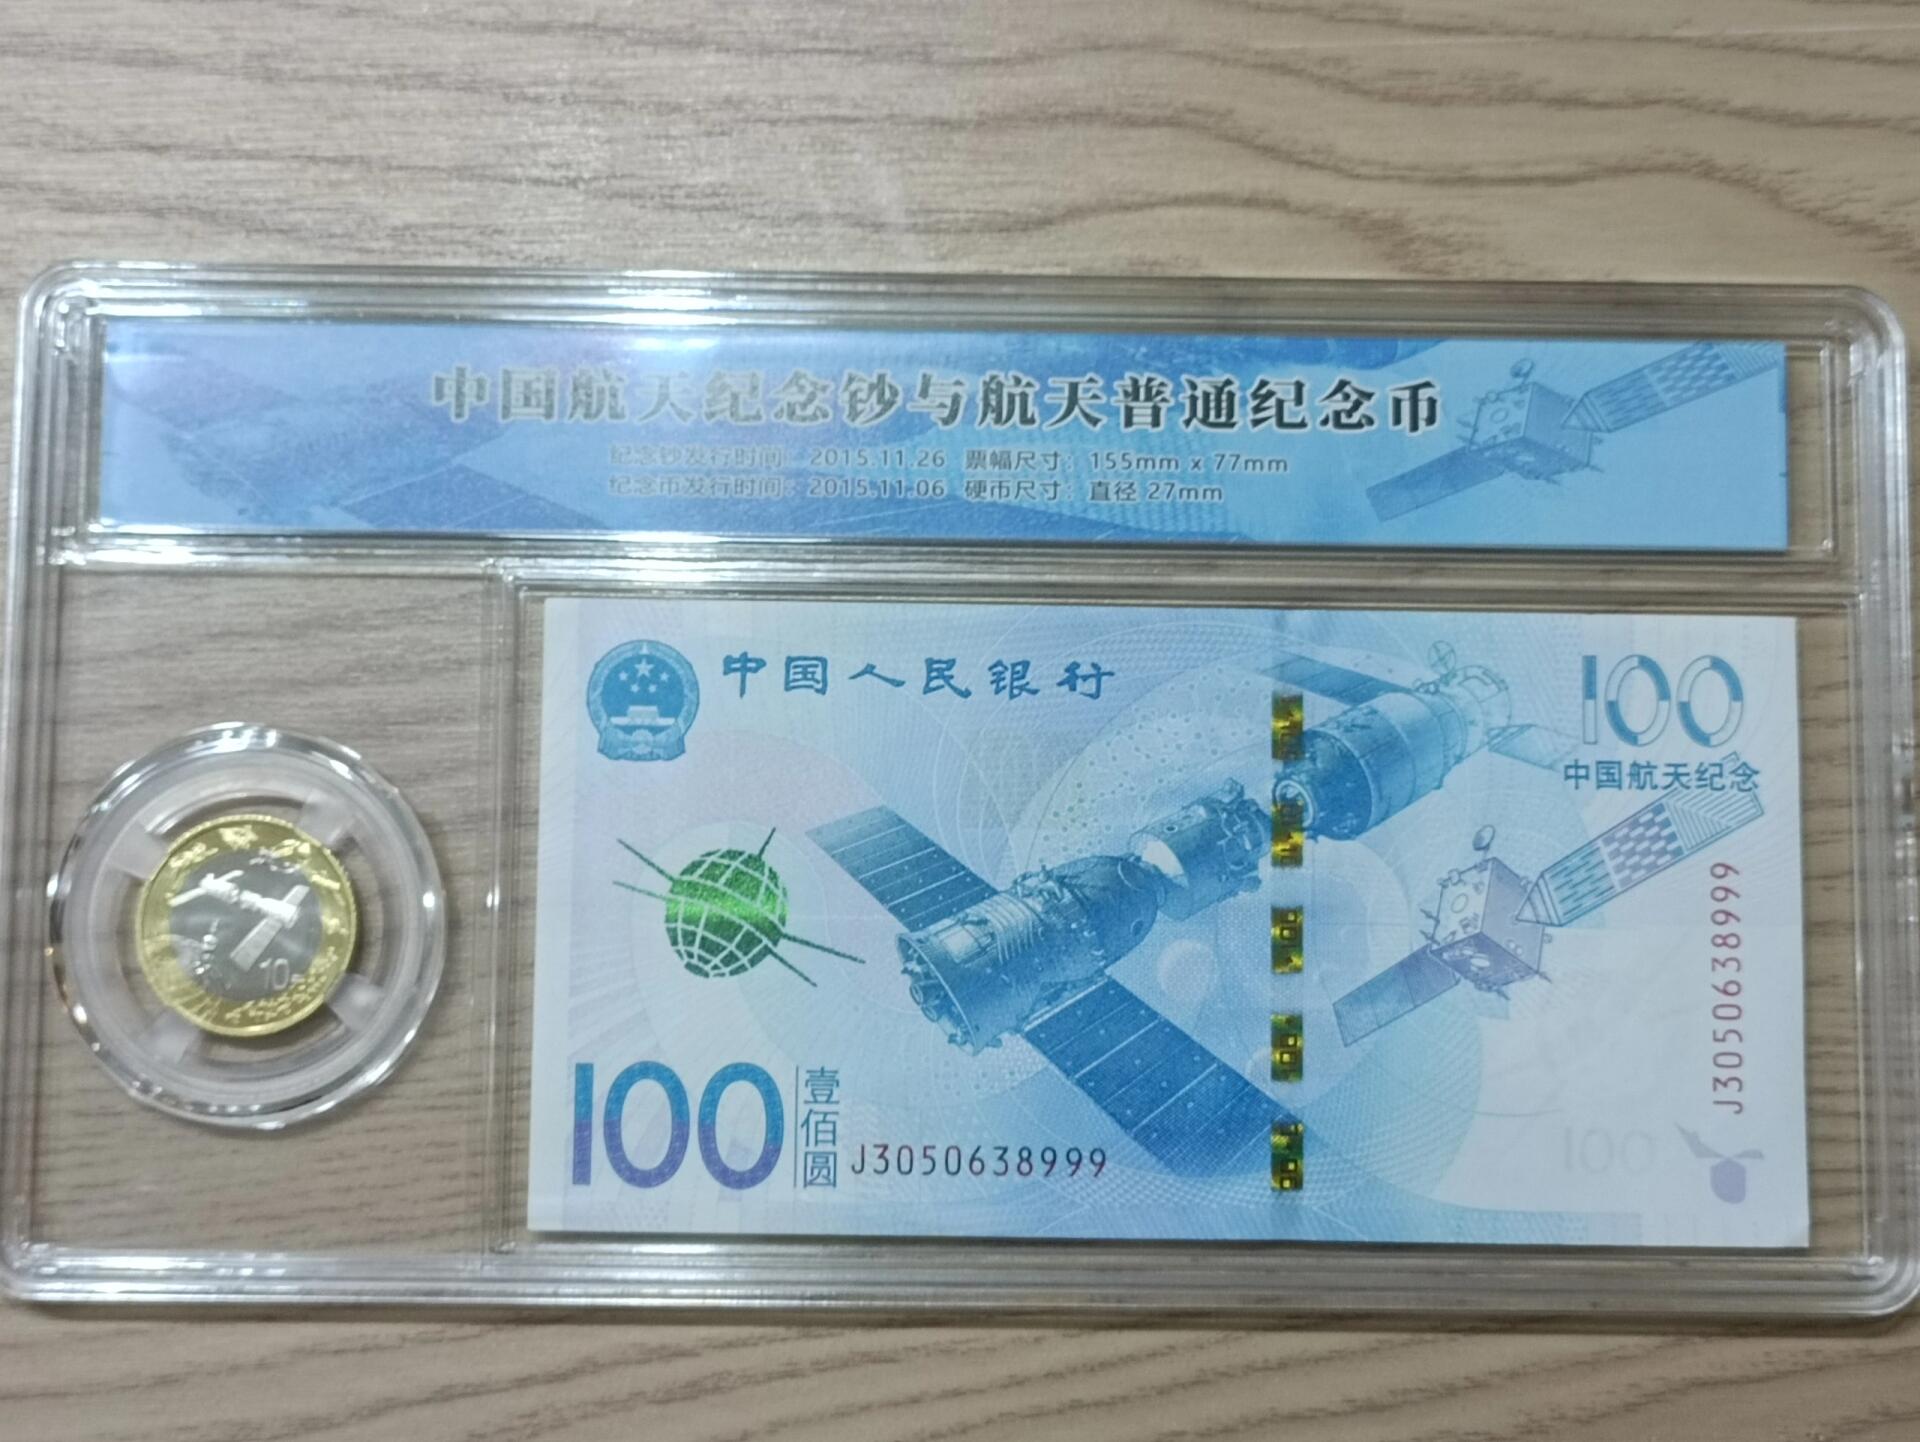 中国航天纪念钞与航天普通纪念币
纪念钞发行时间：2015.11.26 票幅尺寸：155mm x 77mm
纪念币发行时间：2015.11.06 硬币尺寸：直径 27mm
中国人民银行
100
中国航天纪念
J3050638999
10
100
壹佰圆
J3050638999
100